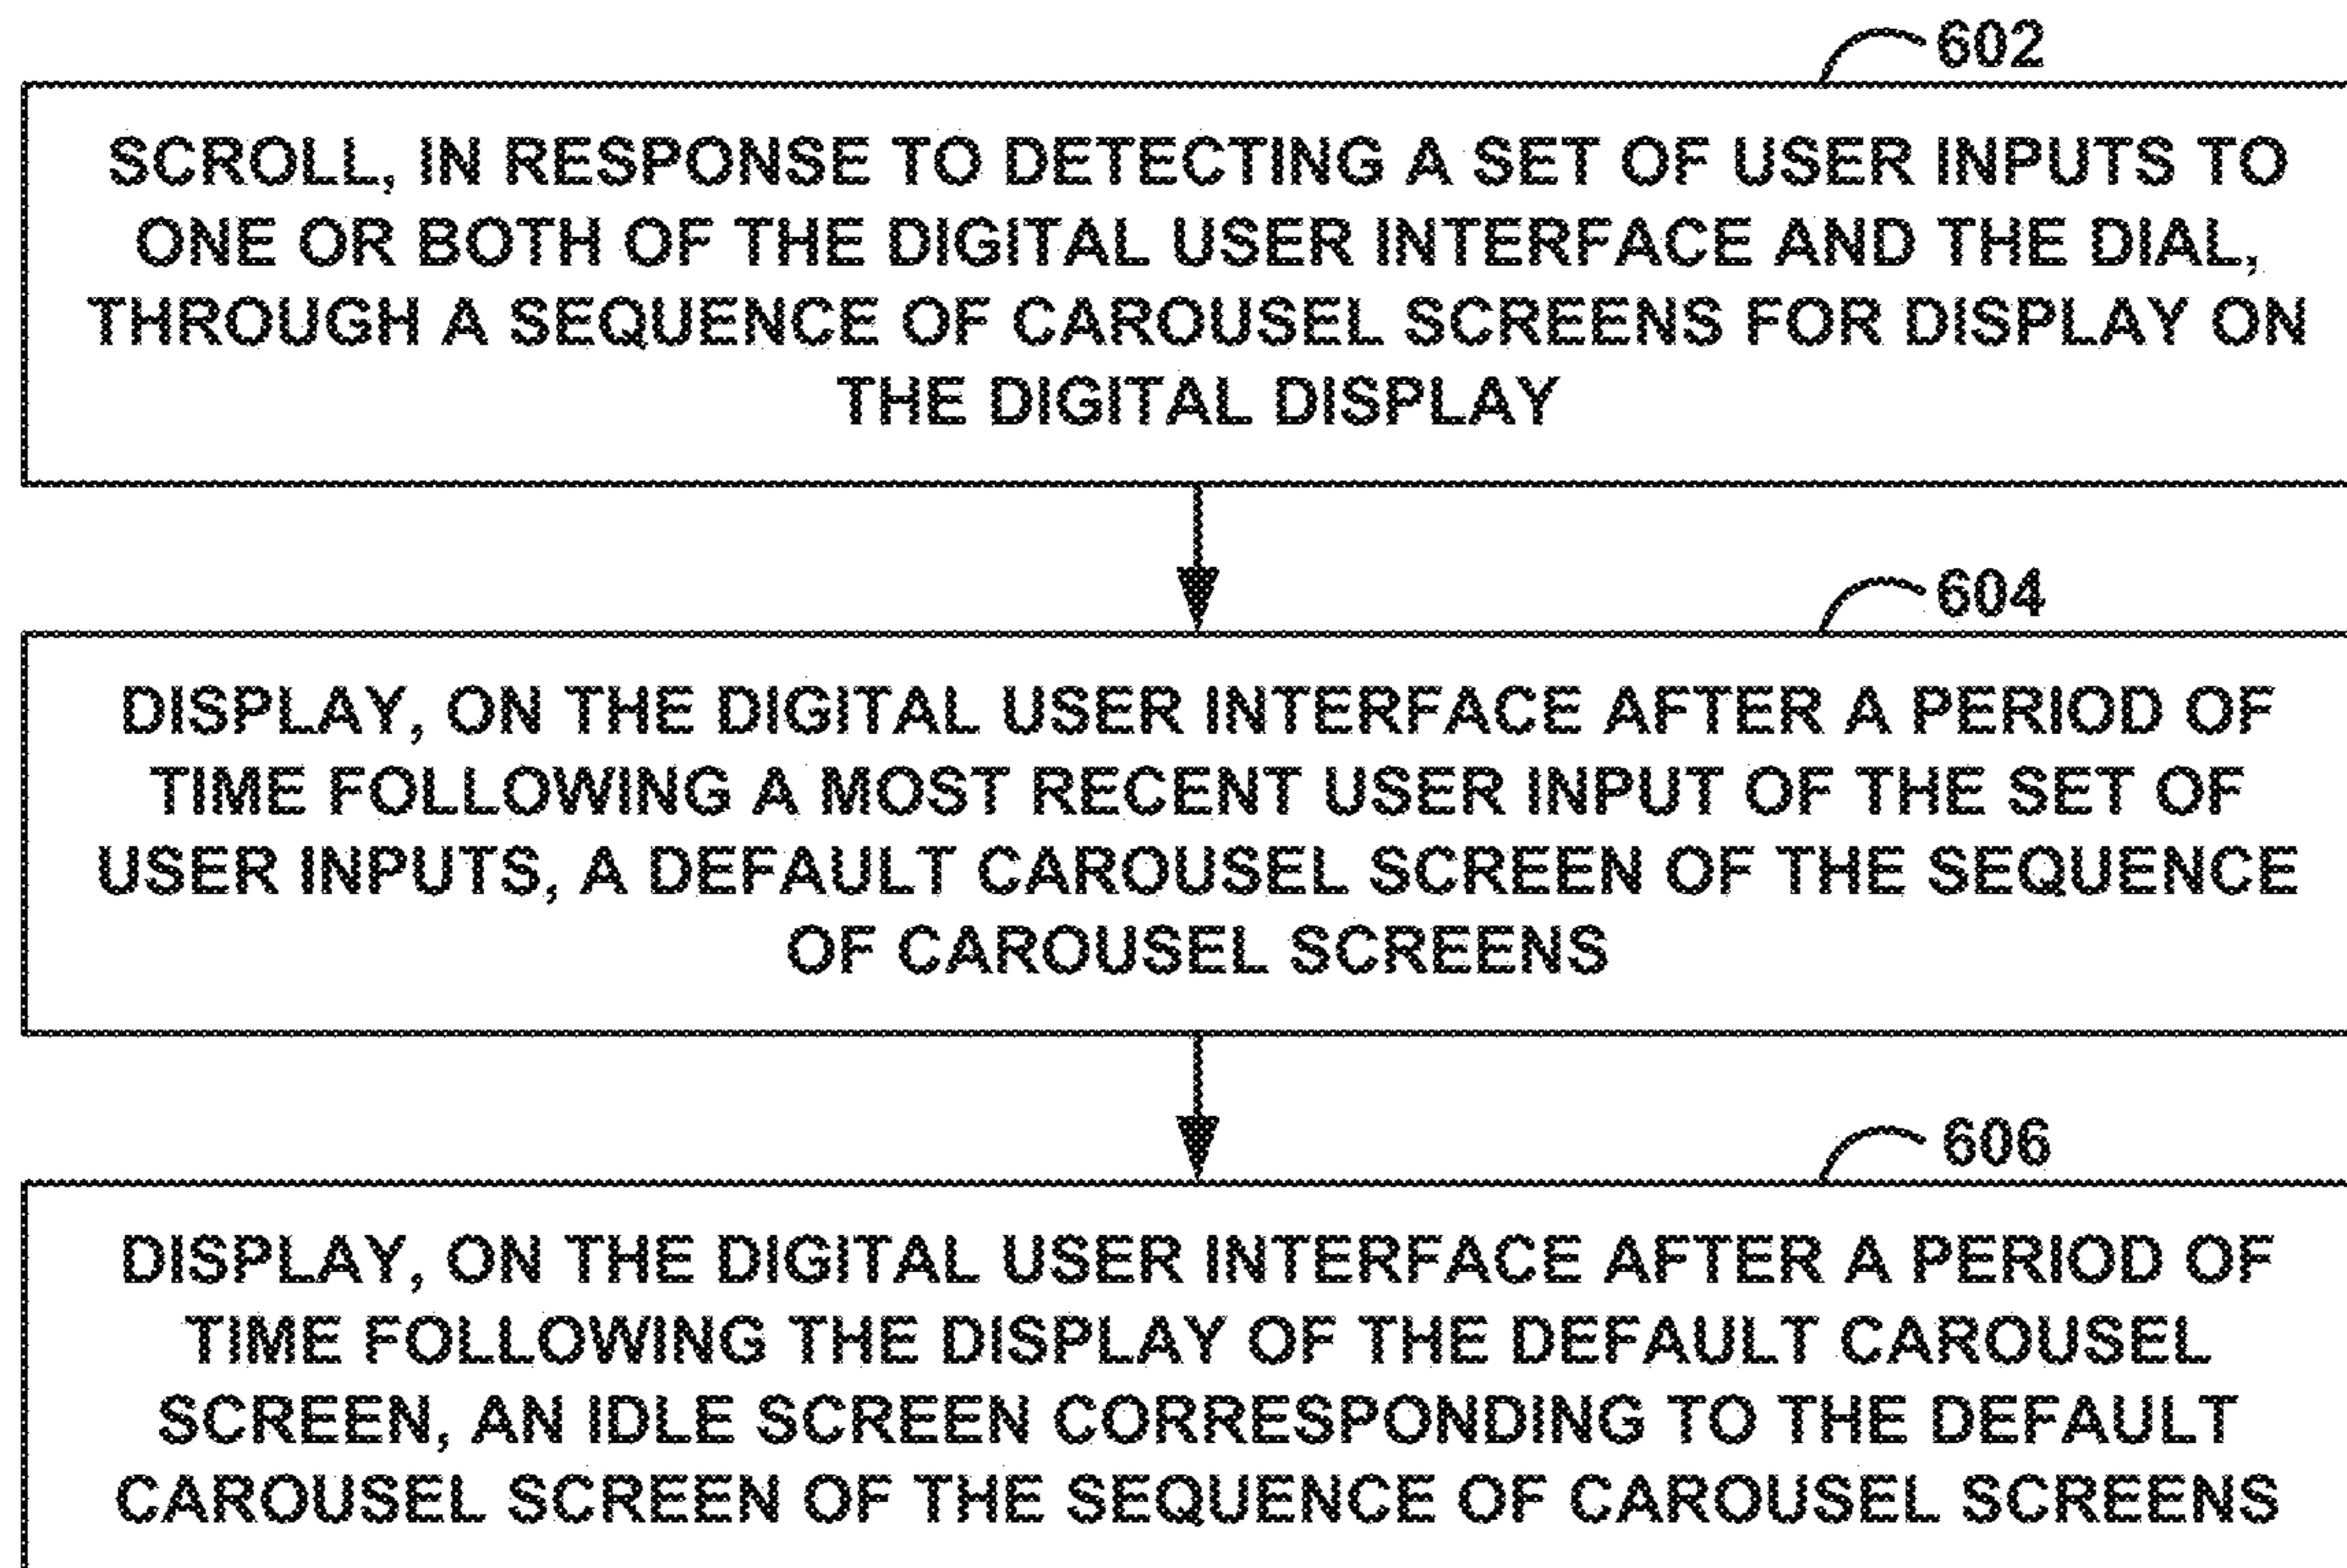 602
SCROLL, IN RESPONSE TO DETECTING A SET OF USER INPUTS TO
ONE OR BOTH OF THE DIGITAL USER INTERFACE AND THE DIAL,
THROUGH A SEQUENCE OF CAROUSEL SCREENS FOR DISPLAY ON
THE DIGITAL DISPLAY
604
DISPLAY, ON THE DIGITAL USER INTERFACE AFTER A PERIOD OF
TIME FOLLOWING A MOST RECENT USER INPUT OF THE SET OF
USER INPUTS, A DEFAULT CAROUSEL SCREEN OF THE SEQUENCE
OF CAROUSEL SCREENS
606
DISPLAY, ON THE DIGITAL USER INTERFACE AFTER A PERIOD OF
TIME FOLLOWING THE DISPLAY OF THE DEFAULT CAROUSEL
SCREEN, AN IDLE SCREEN CORRESPONDING TO THE DEFAULT
CAROUSEL SCREEN OF THE SEQUENCE OF CAROUSEL SCREENS